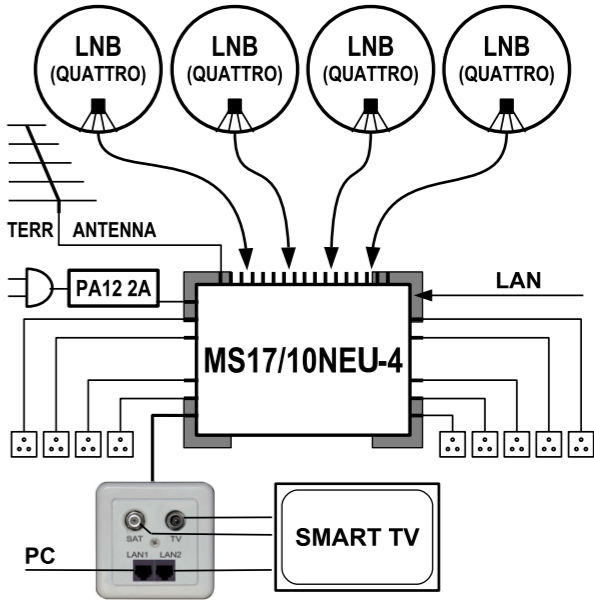 LNB
(QUATTRO)
LNB
(QUATTRO)
LNB
(QUATTRO)
LNB
(QUATTRO)
TERR ANTENNA
PA12 2A
LAN
MS17/10NEU-4
SAT TV
LAN1 LAN2
PC
SMART TV